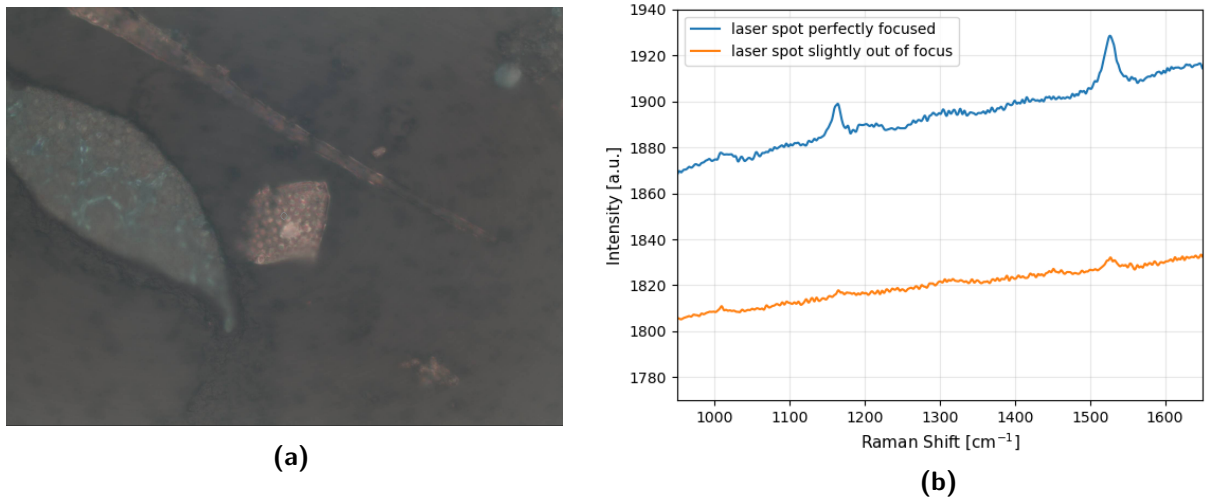 (a)
1940
1920
1900
1880
1860
1840
1820
1800
1780
Intensity [a.u.]
laser spot perfectly focused
laser spot slightly out of focus
1000 1100 1200 1300 1400 1500 1600
Raman Shift [cm⁻¹]
(b)